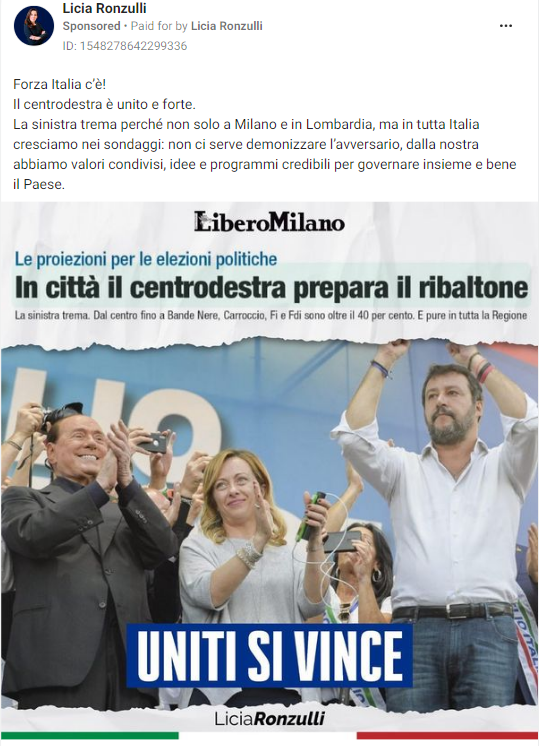 Licia Ronzulli
Sponsored • Paid for by Licia Ronzulli
ID: 1548278642299336
Forza Italia c'è!
Il centrodestra è unito e forte.
La sinistra trema perché non solo a Milano e in Lombardia, ma in tutta Italia
cresciamo nei sondaggi: non ci serve demonizzare l'avversario, dalla nostra
abbiamo valori condivisi, idee e programmi credibili per governare insieme e bene
il Paese.
LiberoMilano
Le proiezioni per le elezioni politiche
In città il centrodestra prepara il ribaltone
La sinistra trema. Dal centro fino a Bande Nere, Carroccio, Fi e Fdi sono oltre il 40 per cento. E pure in tutta la Regione
UNITI SI VINCE
LiciaRonzulli